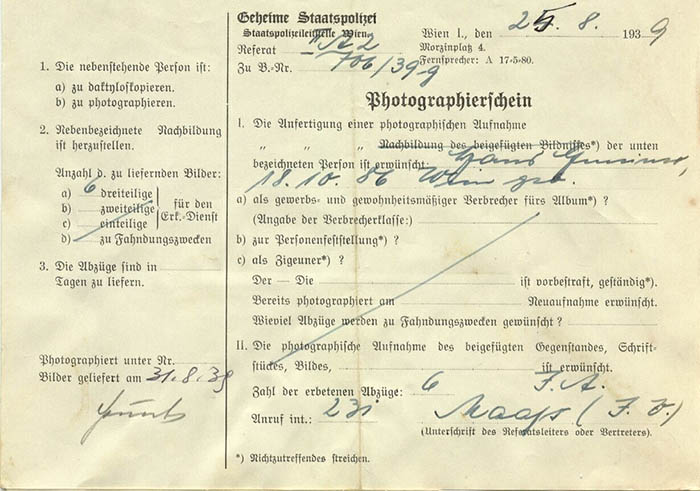 1. Die nebenstehende Person ist:
a) zu daktyloskopieren.
b) zu photographieren.
2. Nebenbezeichnete Nachbildung
ist herzustellen.
Anzahl d. zu liefernden Bilder:
a) 6 dreiteilige
b) zweiteilige
c) einteilige
für den
Erk.-Dienst
d) zu Fahndungszwecken
3. Die Abzüge sind in
Tagen zu liefern.
Photographiert unter Nr.
Bilder geliefert am 31.8.39
Geheime Staatspolizei
Staatspolizeileitstelle Wien
Referat II A 2
Zu B.-Nr. 706/39 g
Wien I., den 25. 8. 1939
Morzinplatz 4.
Fernsprecher: A 17-5-80.
Photographierschein
I. Die Anfertigung einer photographischen Aufnahme
" " " Nachbildung des beigefügten Bildnisses*) der unten
bezeichneten Person ist erwünscht: Hans
18.10.86 Wien
a) als gewerbs- und gewohnheitsmäßiger Verbrecher fürs Album*) ?
(Angabe der Verbrecherklasse:)
b) zur Personenfeststellung*) ?
c) als Zigeuner*) ?
Der — Die ist vorbestraft, geständig*).
Bereits photographiert am Neuaufnahme erwünscht.
Wieviel Abzüge werden zu Fahndungszwecken gewünscht ?
II. Die photographische Aufnahme des beigefügten Gegenstandes, Schrift-
stückes, Bildes, ist erwünscht.
Zahl der erbetenen Abzüge: 6 I. A.
Anruf int.: 231
(Unterschrift des Referatsleiters oder Vertreters).
*) Nichtzutreffendes streichen.